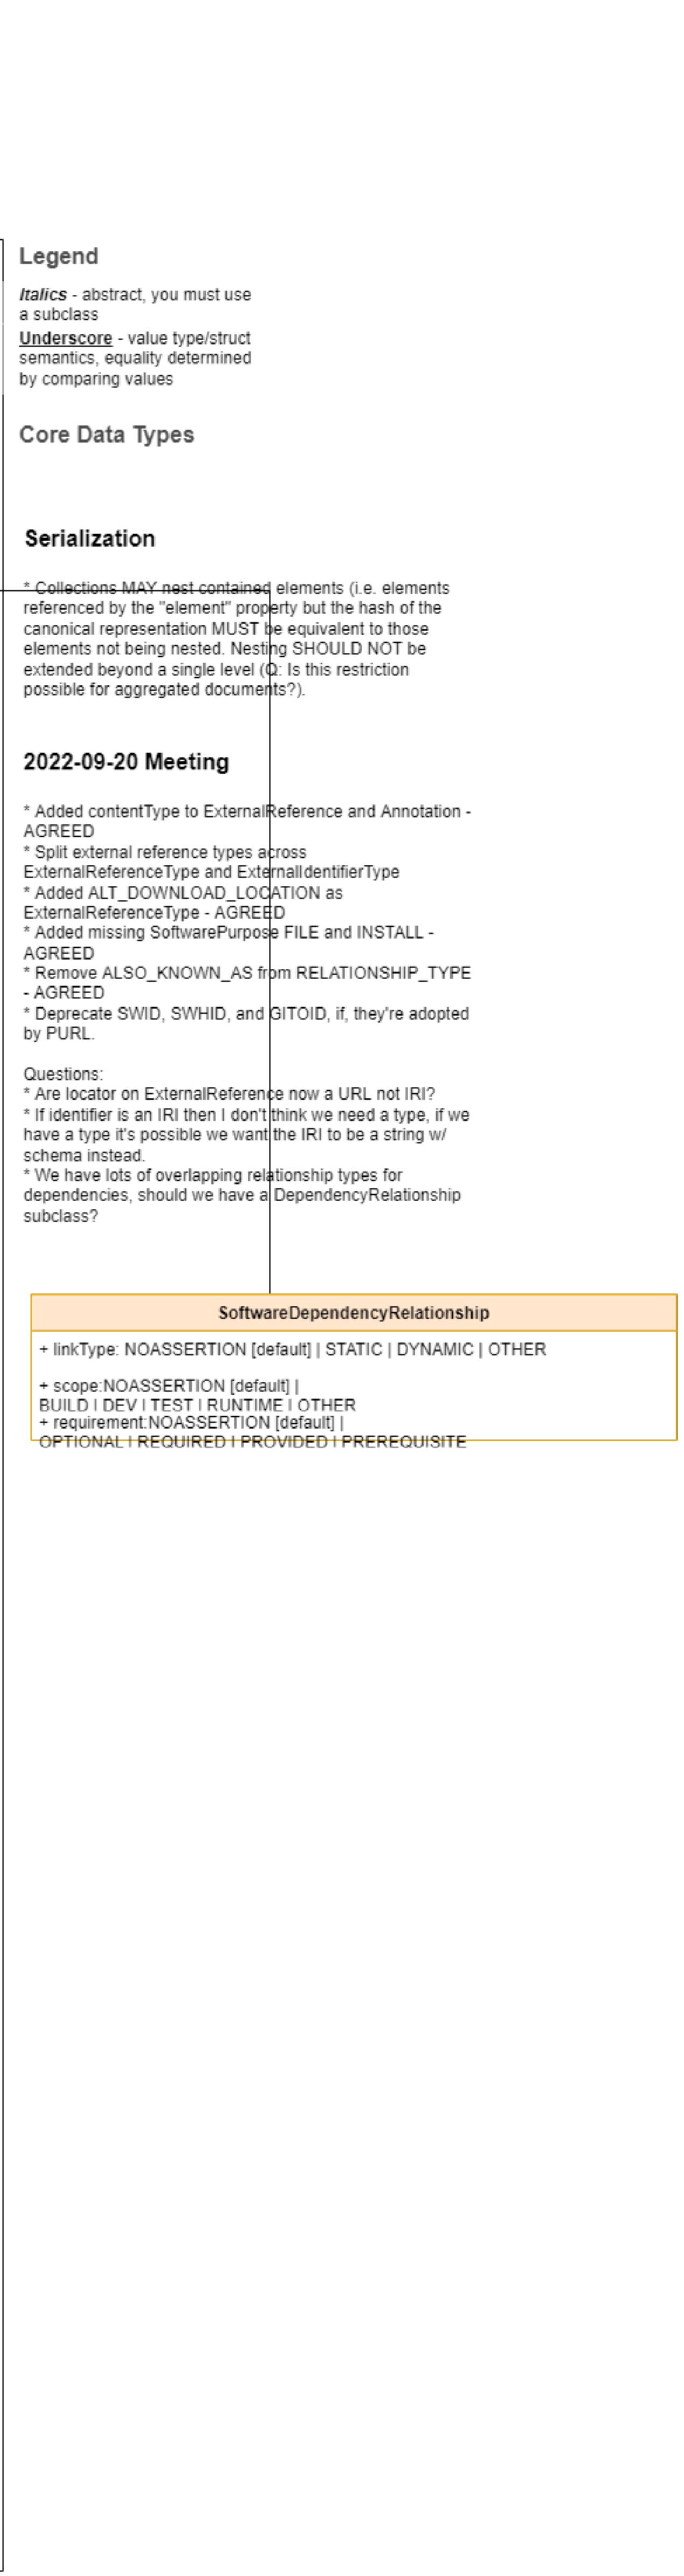 Legend
Italics - abstract, you must use
a subclass
Underscore - value type/struct
semantics, equality determined
by comparing values
Core Data Types
Serialization
* Collections MAY nest contained elements (i.e. elements
referenced by the "element" property but the hash of the
canonical representation MUST be equivalent to those
elements not being nested. Nesting SHOULD NOT be
extended beyond a single level (Q: Is this restriction
possible for aggregated documents?).
2022-09-20 Meeting
* Added contentType to ExternalReference and Annotation -
AGREED
* Split external reference types across
ExternalReferenceType and ExternalIdentifierType
* Added ALT_DOWNLOAD_LOCATION as
ExternalReferenceType - AGREED
* Added missing SoftwarePurpose FILE and INSTALL -
AGREED
* Remove ALSO_KNOWN_AS from RELATIONSHIP_TYPE
- AGREED
* Deprecate SWID, SWHID, and GITOID, if, they're adopted
by PURL.
Questions:
* Are locator on ExternalReference now a URL not IRI?
* If identifier is an IRI then I don't think we need a type, if we
have a type it's possible we want the IRI to be a string w/
schema instead.
* We have lots of overlapping relationship types for
dependencies, should we have a DependencyRelationship
subclass?
SoftwareDependencyRelationship
+ linkType: NOASSERTION [default] | STATIC | DYNAMIC | OTHER
+ scope:NOASSERTION [default] |
BUILD | DEV | TEST | RUNTIME | OTHER
+ requirement:NOASSERTION [default] |
OPTIONAL | REQUIRED | PROVIDED | PREREQUISITE